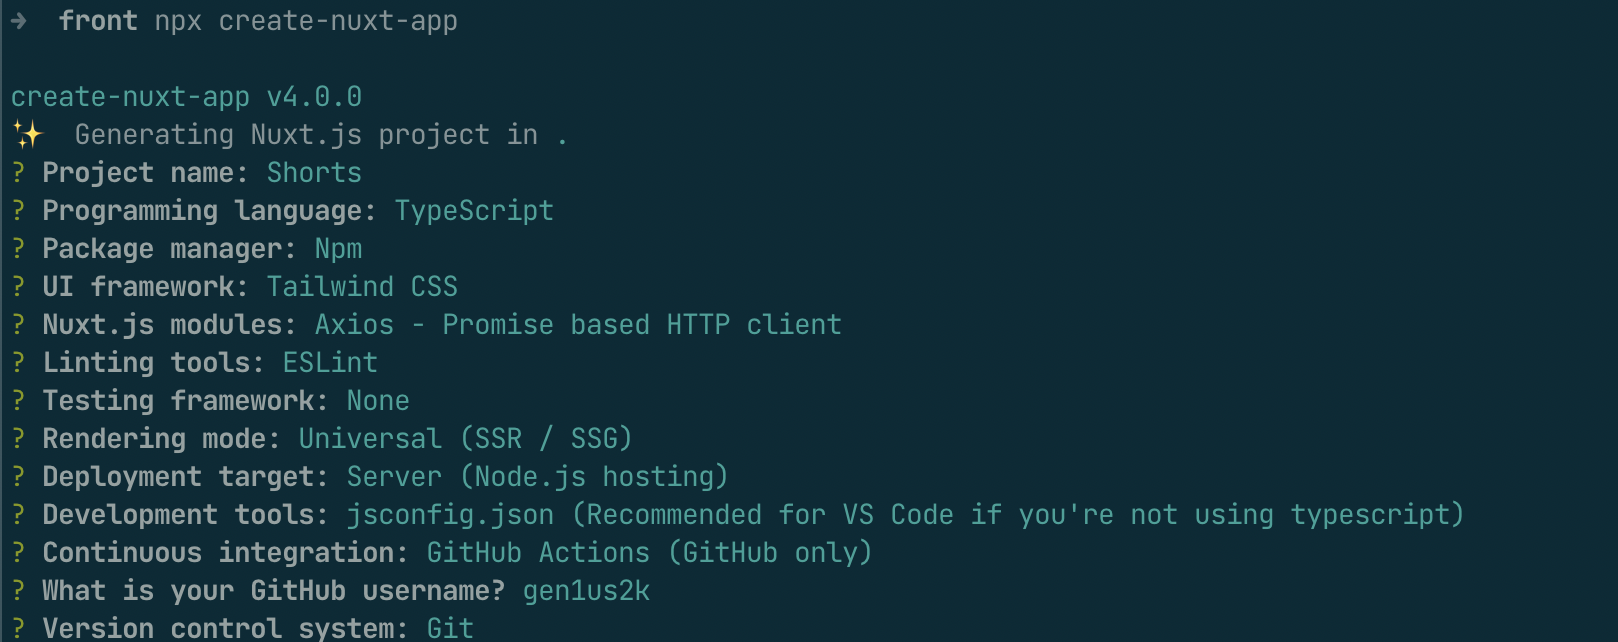 → front npx create-nuxt-app
create-nuxt-app v4.0.0
✨ Generating Nuxt.js project in .
? Project name: Shorts
? Programming language: TypeScript
? Package manager: Npm
? UI framework: Tailwind CSS
? Nuxt.js modules: Axios - Promise based HTTP client
? Linting tools: ESLint
? Testing framework: None
? Rendering mode: Universal (SSR / SSG)
? Deployment target: Server (Node.js hosting)
? Development tools: jsconfig.json (Recommended for VS Code if you're not using typescript)
? Continuous integration: GitHub Actions (GitHub only)
? What is your GitHub username? gen1us2k
? Version control system: Git